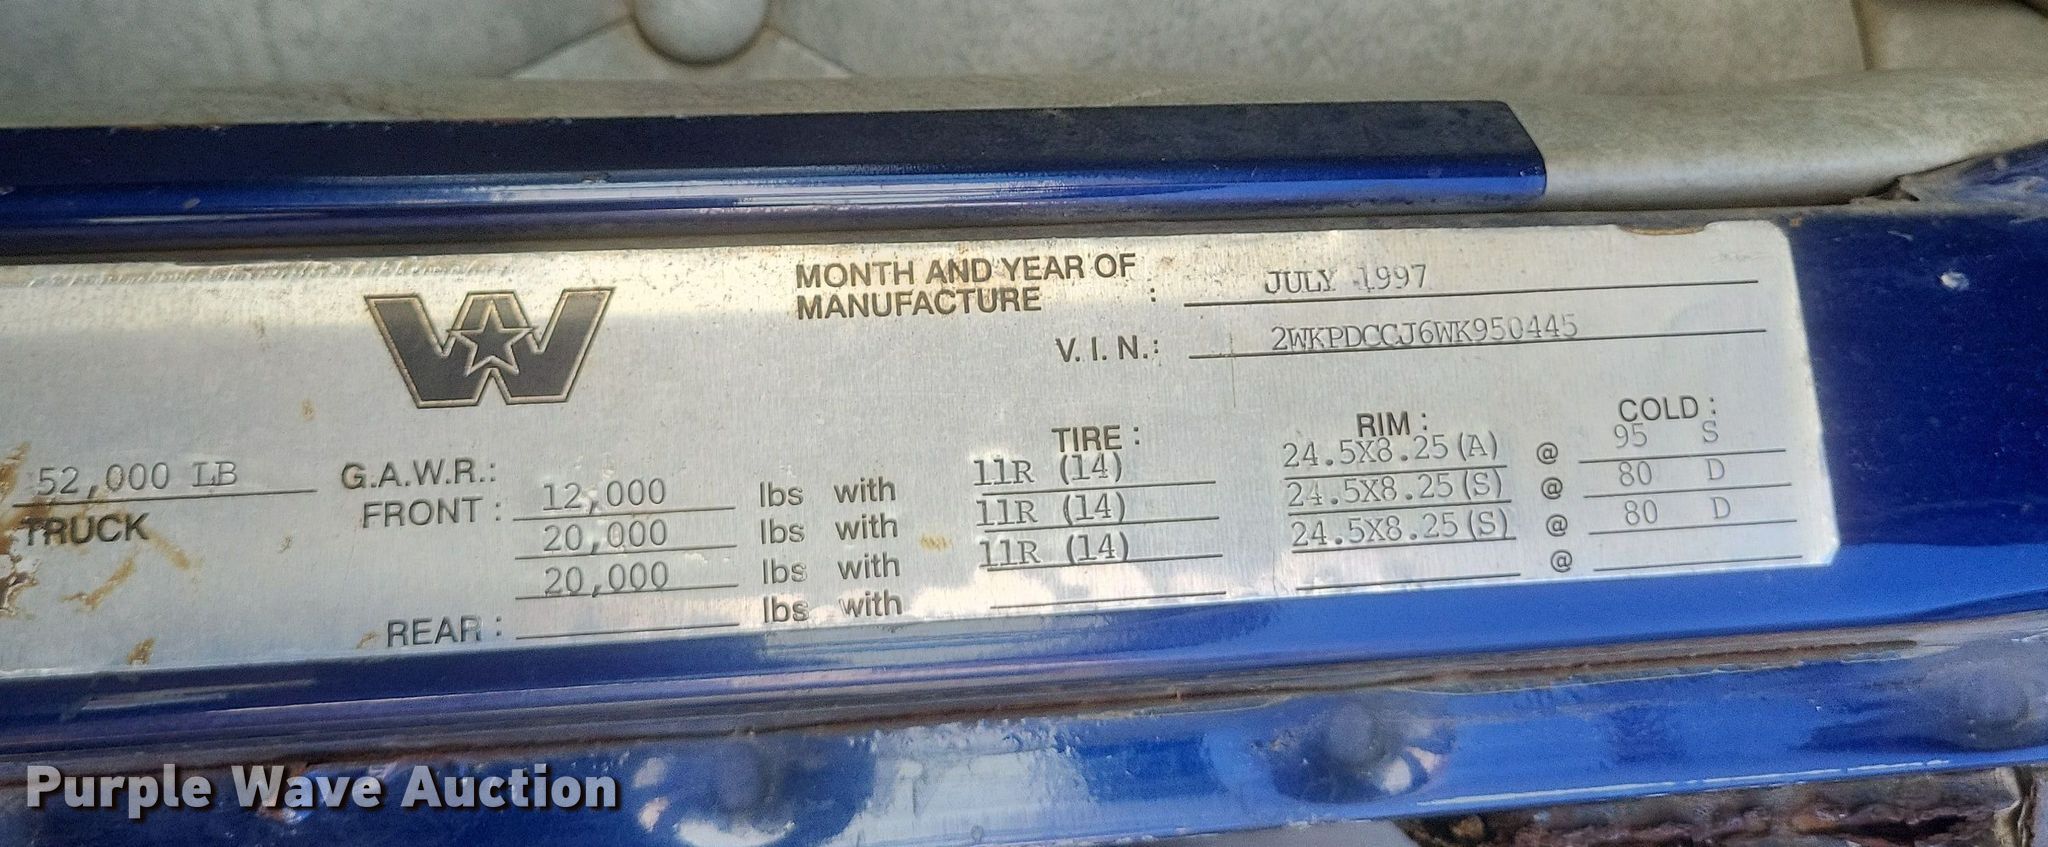 W
MONTH AND YEAR OF
MANUFACTURE : JULY 1997
V. I. N.: 2WKPDCCJ6WK950445
TIRE : RIM : COLD :
52,000 LB G.A.W.R.:
TRUCK FRONT : 12,000 lbs with 11R (14) 24.5X8.25(A) @ 95 S
20,000 lbs with 11R (14) 24.5X8.25(S) @ 80 D
20,000 lbs with 11R (14) 24.5X8.25(S) @ 80 D
REAR : lbs with @
Purple Wave Auction